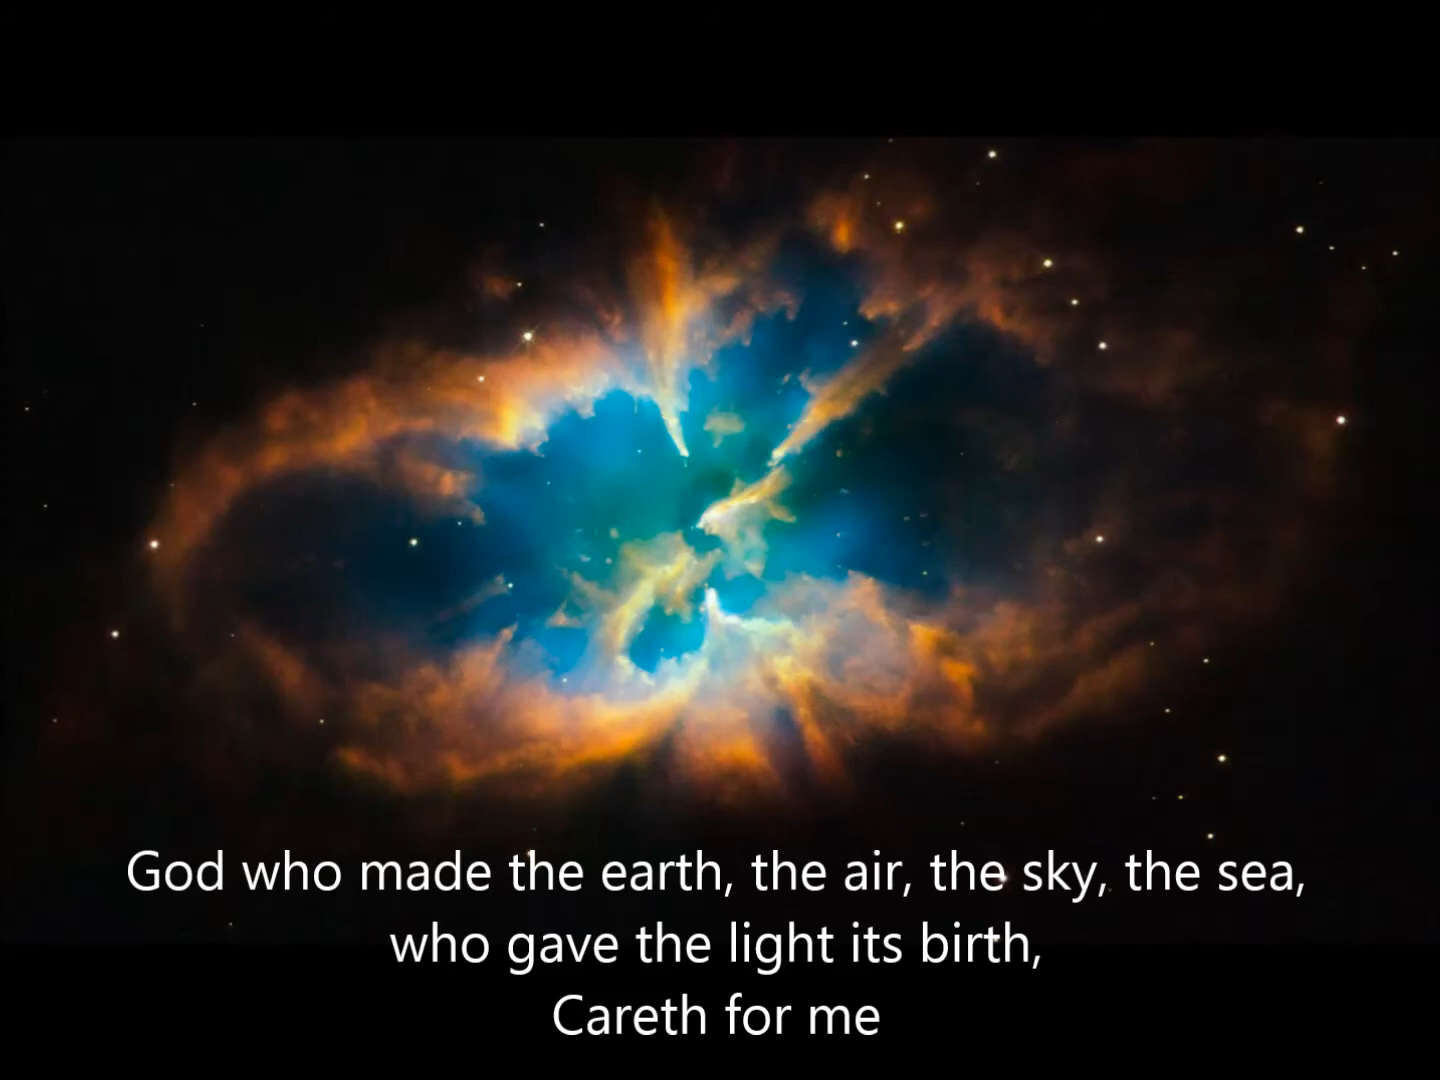 God who made the earth, the air, the sky, the sea,
who gave the light its birth,
Careth for me